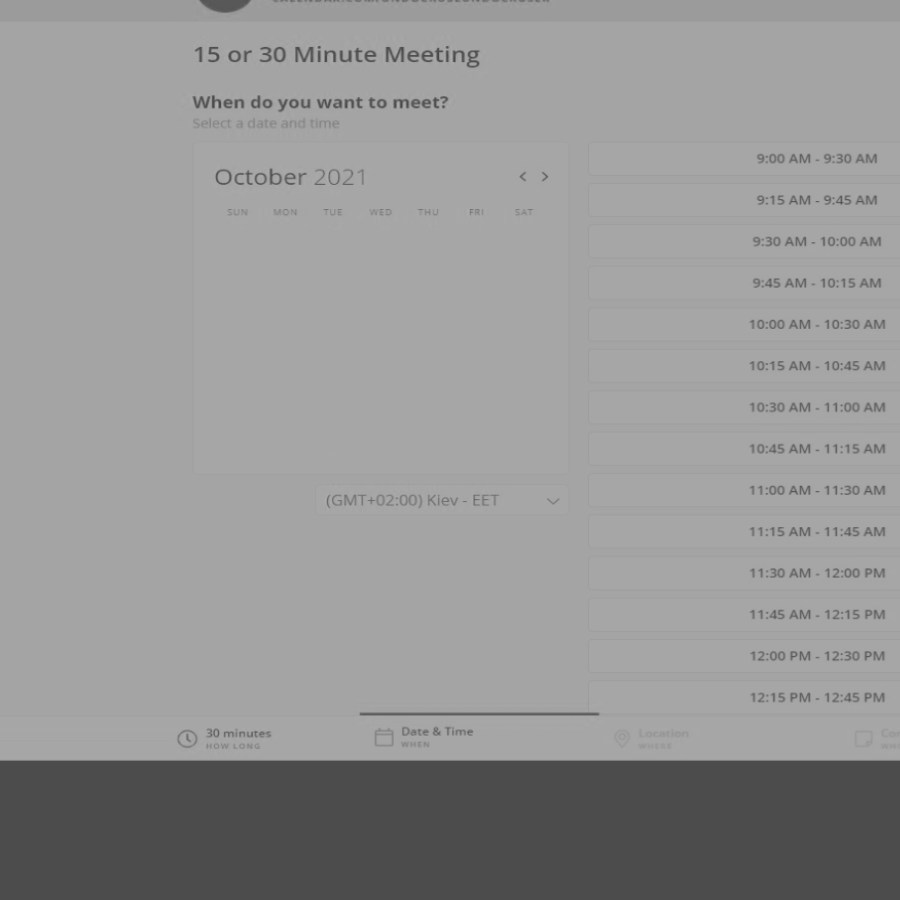 15 or 30 Minute Meeting
When do you want to meet?
Select a date and time
October 2021
< >
SUN MON TUE WED THU FRI SAT
(GMT+02:00) Kiev - EET
9:00 AM - 9:30 AM
9:15 AM - 9:45 AM
9:30 AM - 10:00 AM
9:45 AM - 10:15 AM
10:00 AM - 10:30 AM
10:15 AM - 10:45 AM
10:30 AM - 11:00 AM
10:45 AM - 11:15 AM
11:00 AM - 11:30 AM
11:15 AM - 11:45 AM
11:30 AM - 12:00 PM
11:45 AM - 12:15 PM
12:00 PM - 12:30 PM
12:15 PM - 12:45 PM
30 minutes
HOW LONG
Date & Time
WHEN
Location
WHERE